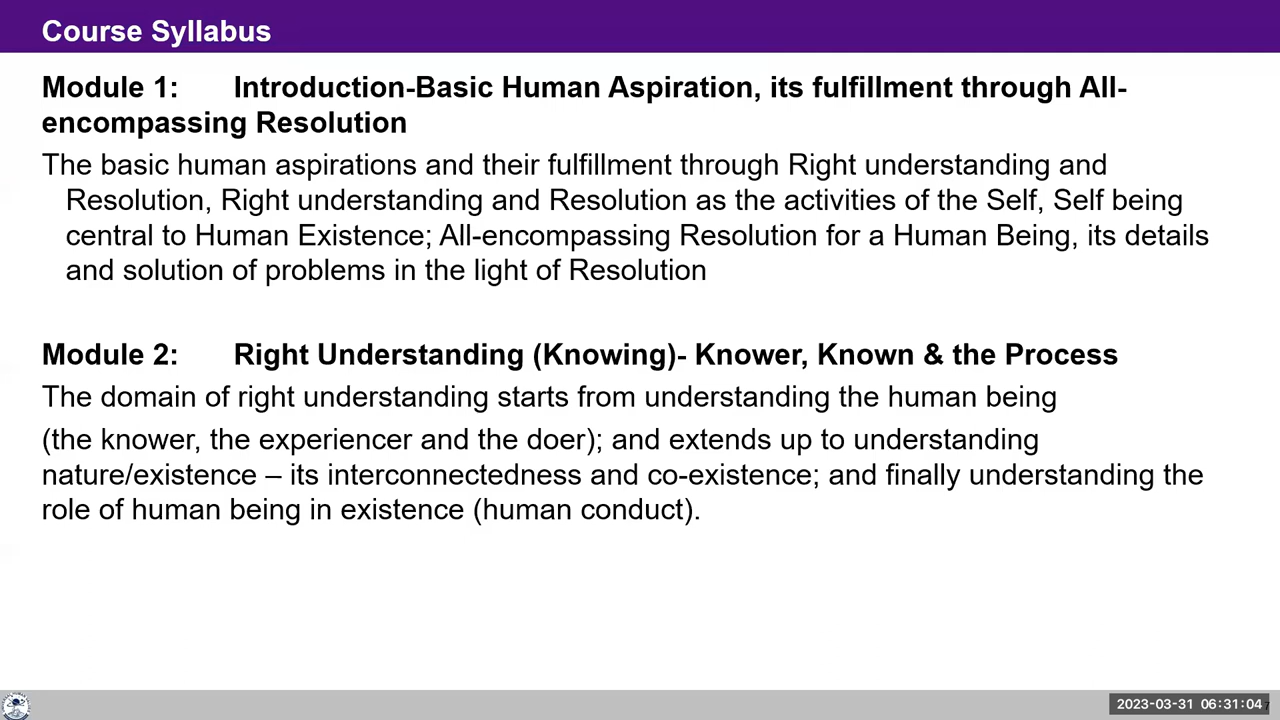 Course Syllabus
Module 1: Introduction-Basic Human Aspiration, its fulfillment through All-
encompassing Resolution
The basic human aspirations and their fulfillment through Right understanding and
Resolution, Right understanding and Resolution as the activities of the Self, Self being
central to Human Existence; All-encompassing Resolution for a Human Being, its details
and solution of problems in the light of Resolution
Module 2: Right Understanding (Knowing)- Knower, Known & the Process
The domain of right understanding starts from understanding the human being
(the knower, the experiencer and the doer); and extends up to understanding
nature/existence – its interconnectedness and co-existence; and finally understanding the
role of human being in existence (human conduct).
2023-03-31 06:31:04
7